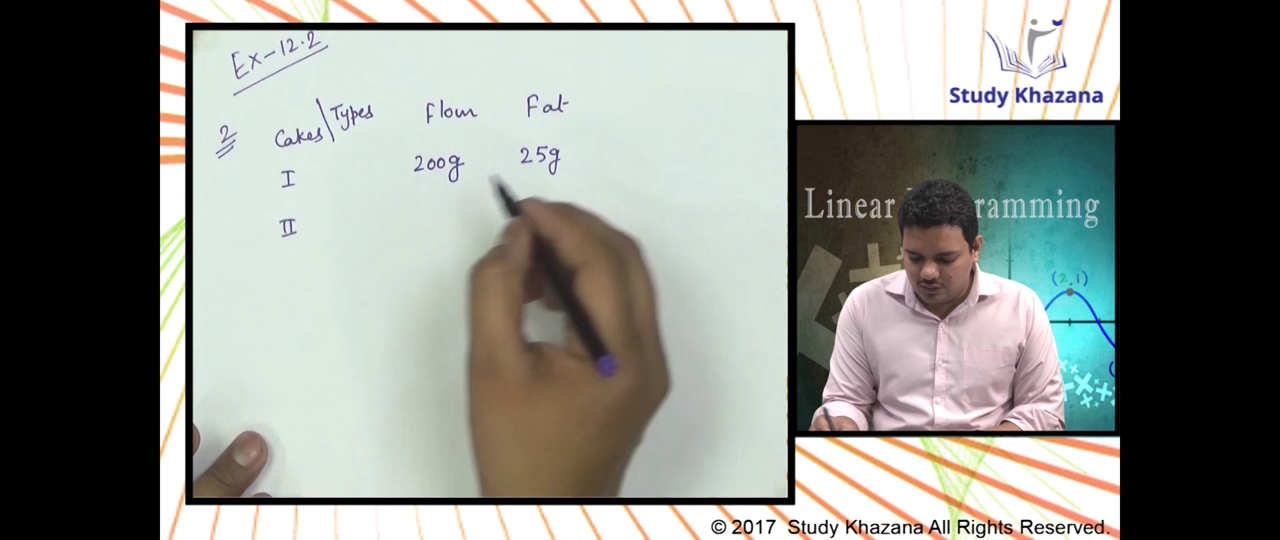 Ex-12.2
2 Cakes\Types Flour Fat
I 200g 25g
II
Study Khazana
Linear
ramming
(2,1)
© 2017 Study Khazana All Rights Reserved.